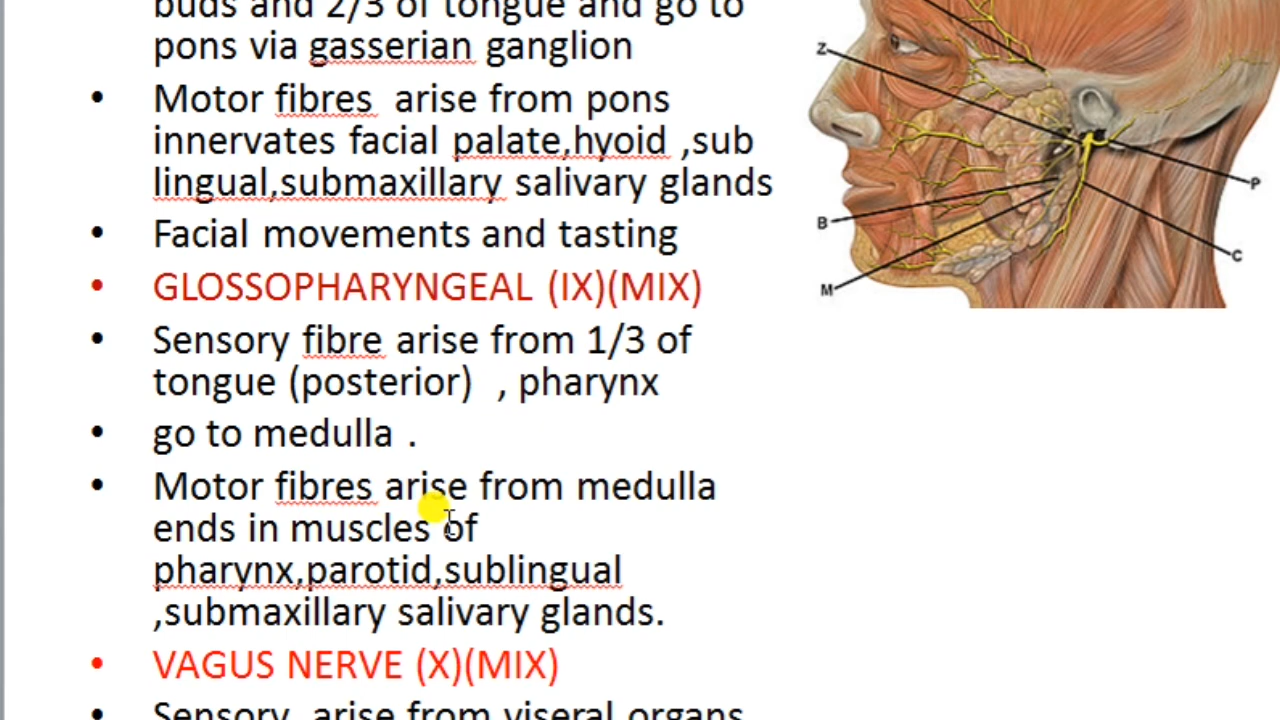 buds and 2/3 of tongue and go to
pons via gasserian ganglion
• Motor fibres arise from pons
innervates facial palate,hyoid ,sub
lingual,submaxillary salivary glands
• Facial movements and tasting
• GLOSSOPHARYNGEAL (IX)(MIX)
• Sensory fibre arise from 1/3 of
tongue (posterior) , pharynx
• go to medulla .
• Motor fibres arise from medulla
ends in muscles of
pharynx,parotid,sublingual
,submaxillary salivary glands.
• VAGUS NERVE (X)(MIX)
• Sensory arise from viseral organs
Z
P
B
C
M